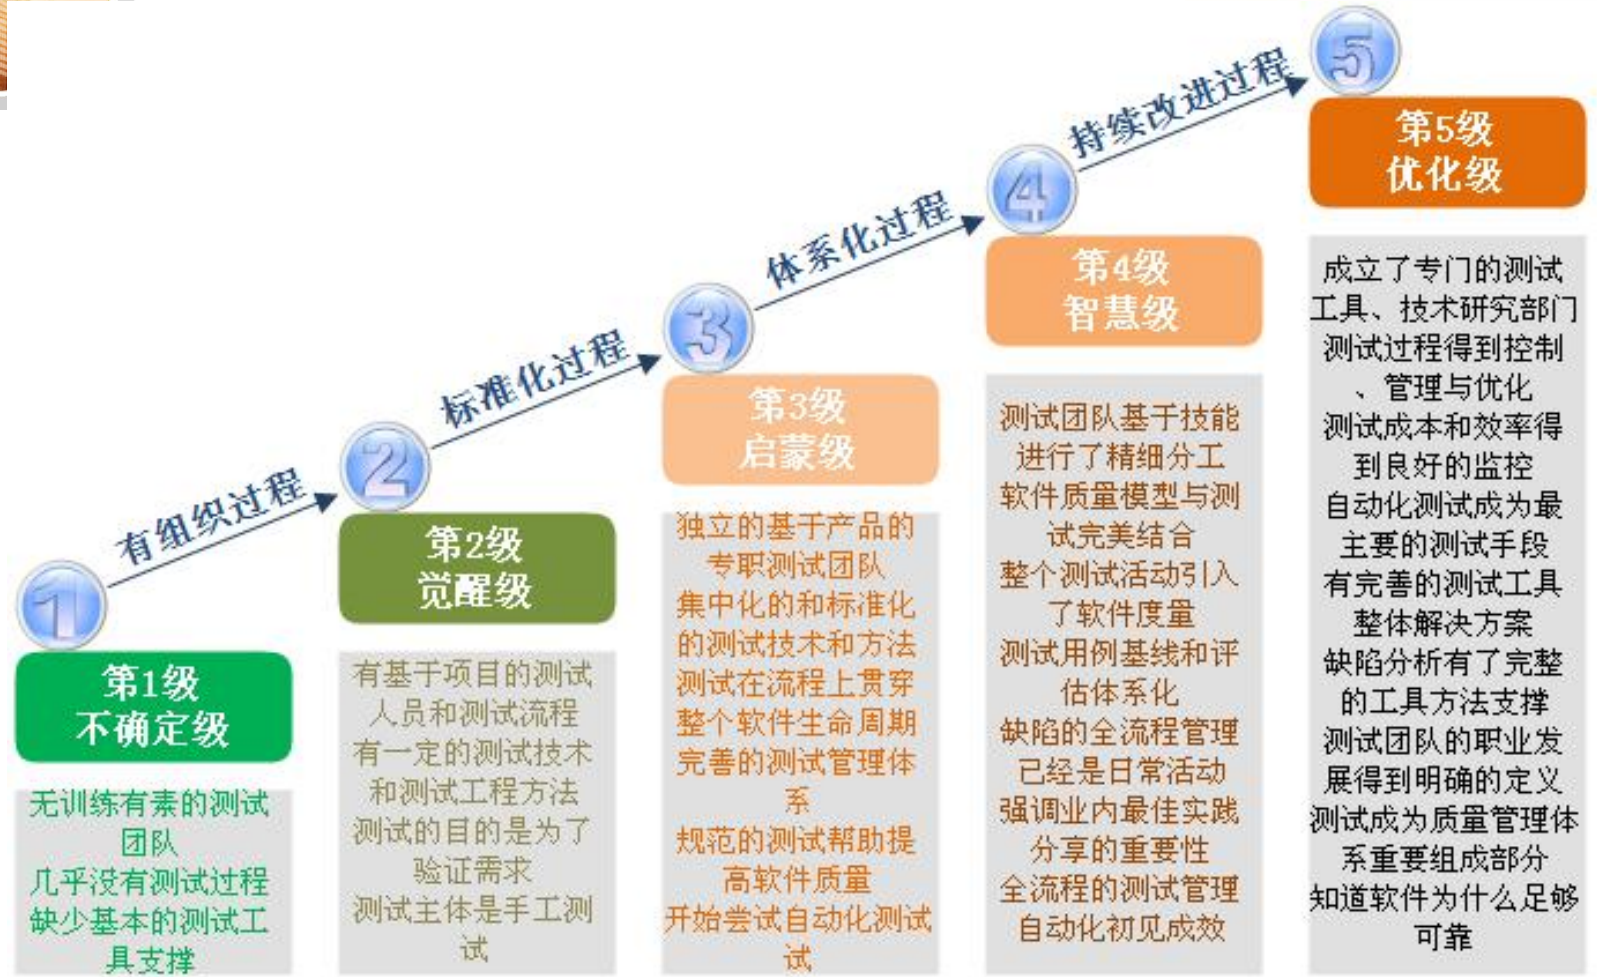 1
第1级
不确定级
无训练有素的测试
团队
几乎没有测试过程
缺少基本的测试工
具支撑
有组织过程
2
第2级
觉醒级
有基于项目的测试
人员和测试流程
有一定的测试技术
和测试工程方法
测试的目的是为了
验证需求
测试主体是手工测
试
标准化过程
3
第3级
启蒙级
独立的基于产品的
专职测试团队
集中化的和标准化
的测试技术和方法
测试在流程上贯穿
整个软件生命周期
完善的测试管理体
系
规范的测试帮助提
高软件质量
开始尝试自动化测试
试
体系化过程
4
第4级
智慧级
测试团队基于技能
进行了精细分工
软件质量模型与测
试完美结合
整个测试活动引入
了软件度量
测试用例基线和评
估体系化
缺陷的全流程管理
已经是日常活动
强调业内最佳实践
分享的重要性
全流程的测试管理
自动化初见成效
持续改进过程
5
第5级
优化级
成立了专门的测试
工具、技术研究部门
测试过程得到控制
、管理与优化
测试成本和效率得
到良好的监控
自动化测试成为最
主要的测试手段
有完善的测试工具
整体解决方案
缺陷分析有了完整
的工具方法支撑
测试团队的职业发
展得到明确的定义
测试成为质量管理体
系重要组成部分
知道软件为什么足够
可靠